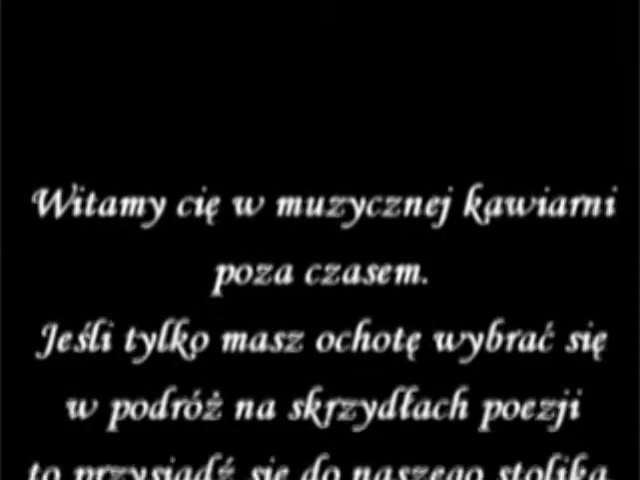 Witamy cię w muzycznej kawiarni
poza czasem.
Jeśli tylko masz ochotę wybrać się
w podróż na skrzydłach poezji
to przysiądź się do naszego stolika